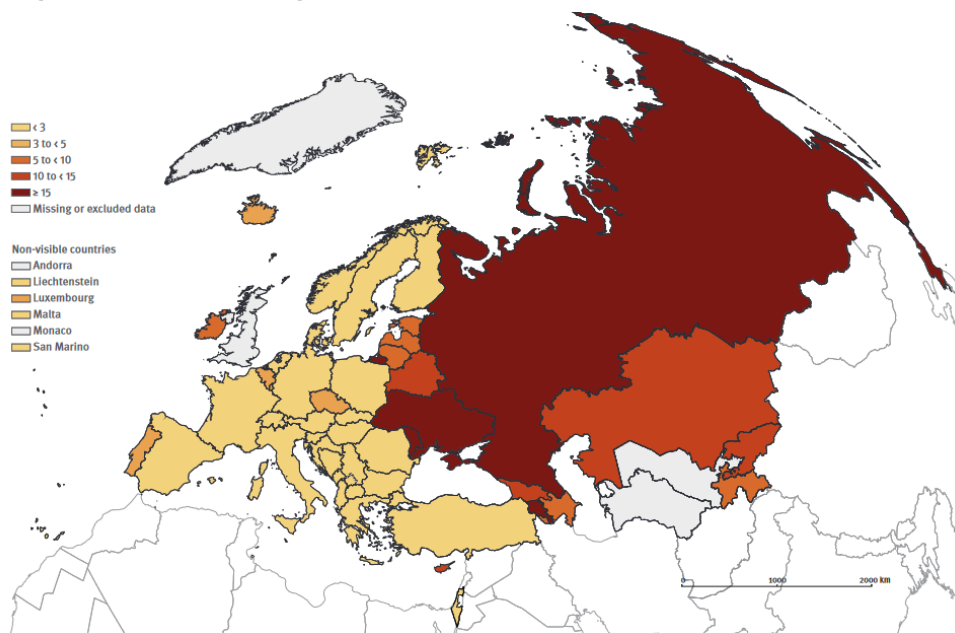 < 3
3 to < 5
5 to < 10
10 to < 15
≥ 15
Missing or excluded data
Non-visible countries
Andorra
Liechtenstein
Luxembourg
Malta
Monaco
San Marino
0 1000 2000 Km